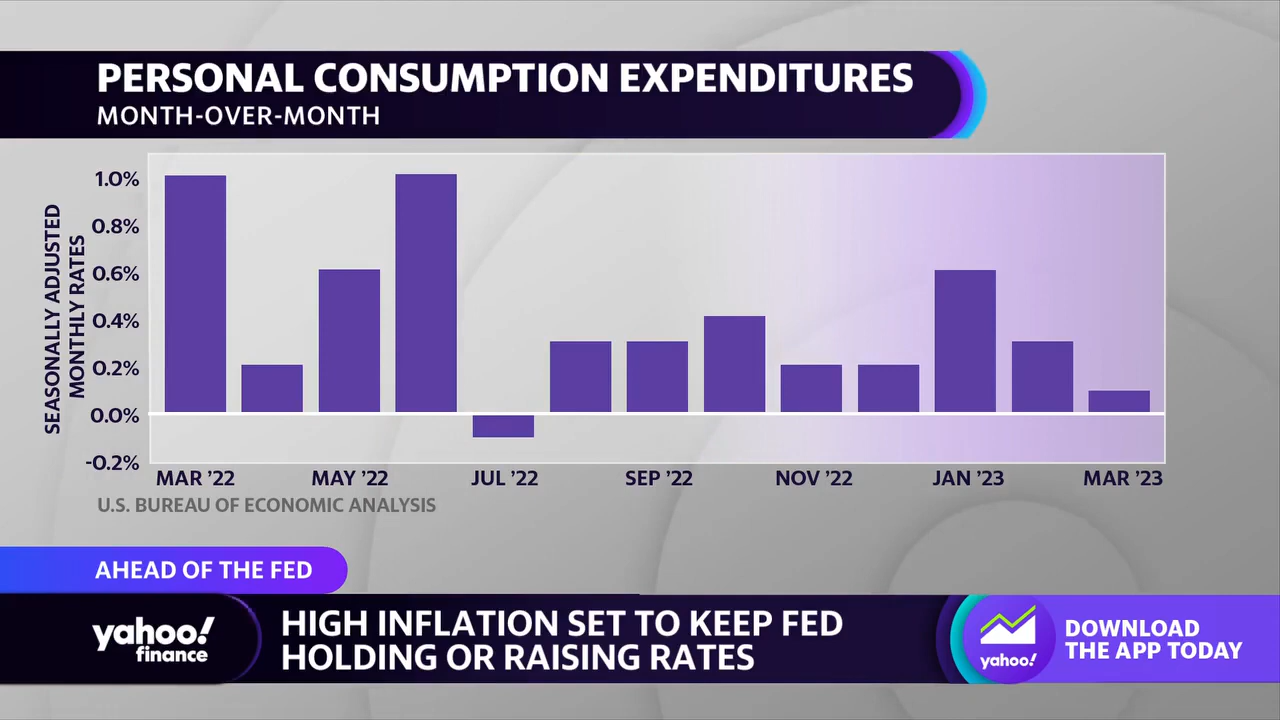 PERSONAL CONSUMPTION EXPENDITURES
MONTH-OVER-MONTH
SEASONALLY ADJUSTED
MONTHLY RATES
1.0%
0.8%
0.6%
0.4%
0.2%
0.0%
-0.2%
MAR ’22 MAY ’22 JUL ’22 SEP ’22 NOV ’22 JAN ’23 MAR ’23
U.S. BUREAU OF ECONOMIC ANALYSIS
AHEAD OF THE FED
yahoo!
finance
HIGH INFLATION SET TO KEEP FED
HOLDING OR RAISING RATES
yahoo!
DOWNLOAD
THE APP TODAY